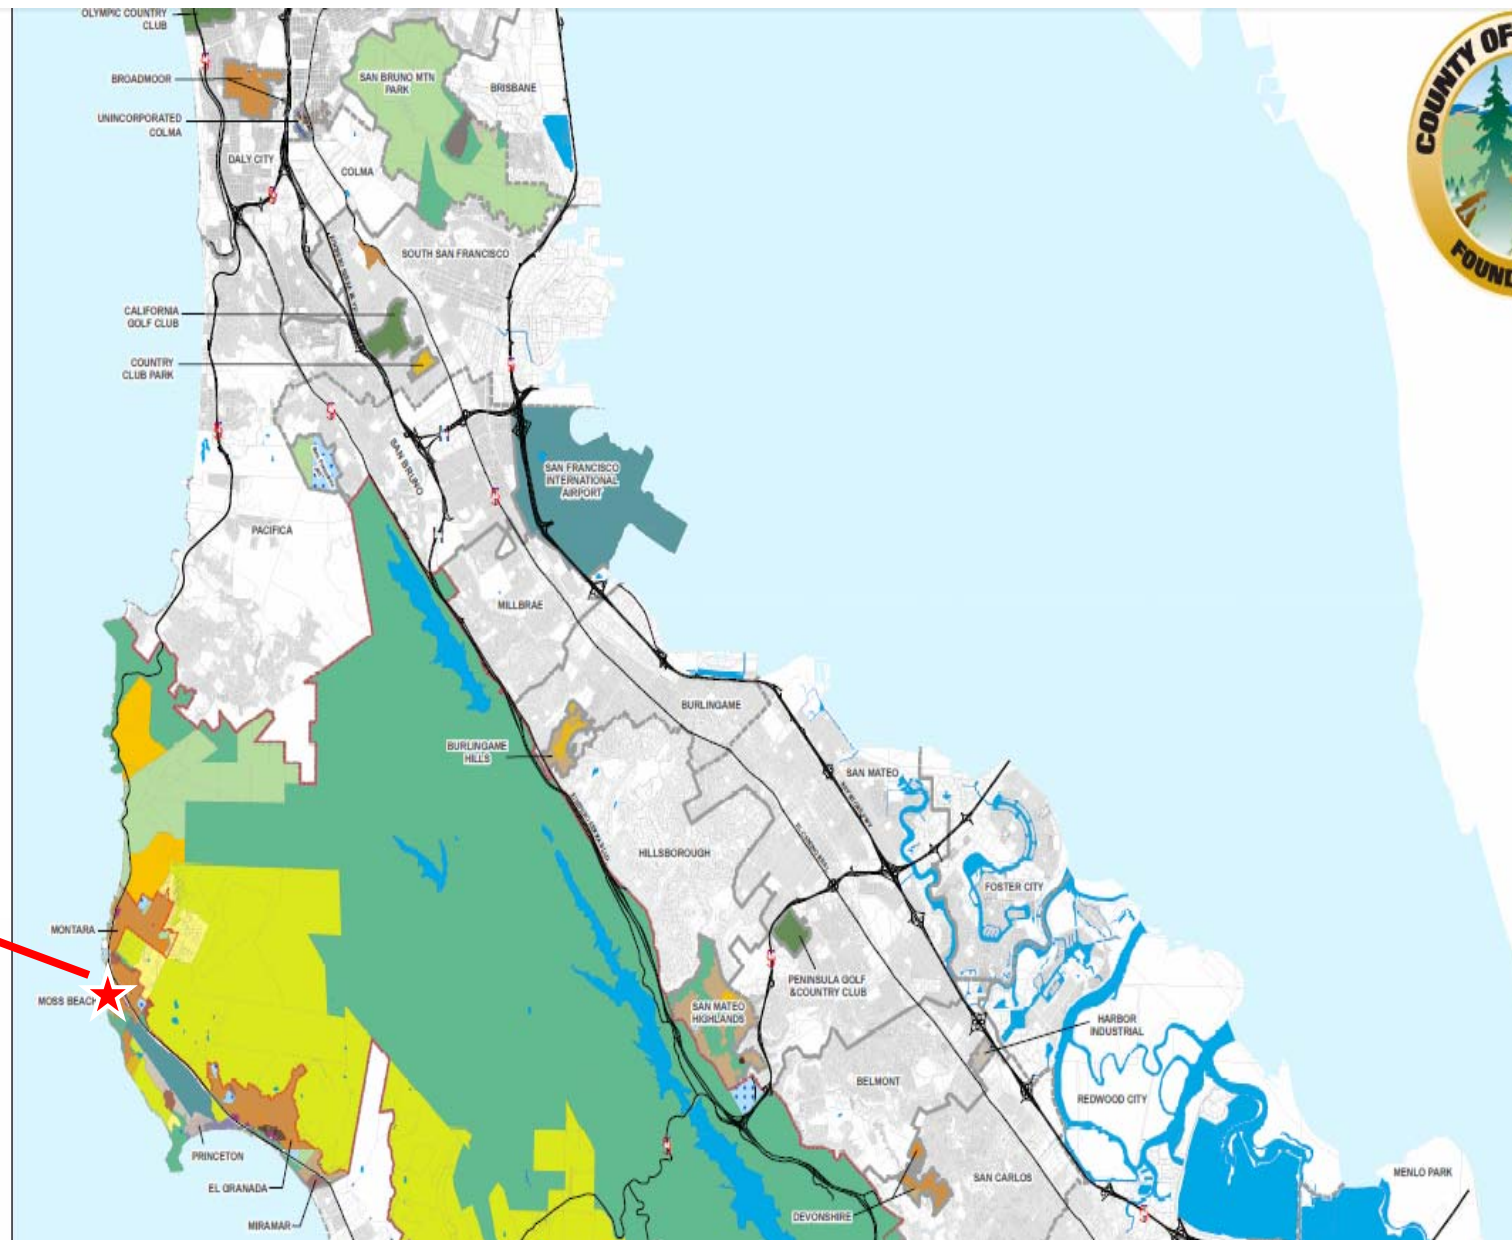 OLYMPIC COUNTRY
CLUB
BROADMOOR
UNINCORPORATED
COLMA
DALY CITY
COLMA
SAN BRUNO MTN
PARK
BRISBANE
COUNTY OF
SOUTH SAN FRANCISCO
CALIFORNIA
GOLF CLUB
COUNTRY
CLUB PARK
SAN BRUNO
SAN FRANCISCO
INTERNATIONAL
AIRPORT
PACIFICA
MILLBRAE
BURLINGAME
BURLINGAME
HILLS
SAN MATEO
HILLSBOROUGH
FOSTER CITY
MONTARA
MOSS BEACH
PENINSULA GOLF
&COUNTRY CLUB
SAN MATEO
HIGHLANDS
HARBOR
INDUSTRIAL
BELMONT
REDWOOD CITY
PRINCETON
EL GRANADA
MIRAMAR
DEVONSHIRE
SAN CARLOS
MENLO PARK